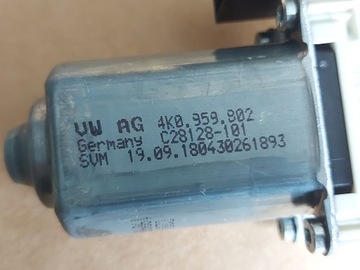 VW AG 4K0.959.802
Germany C28128-101
SVM 19.09.180430261893